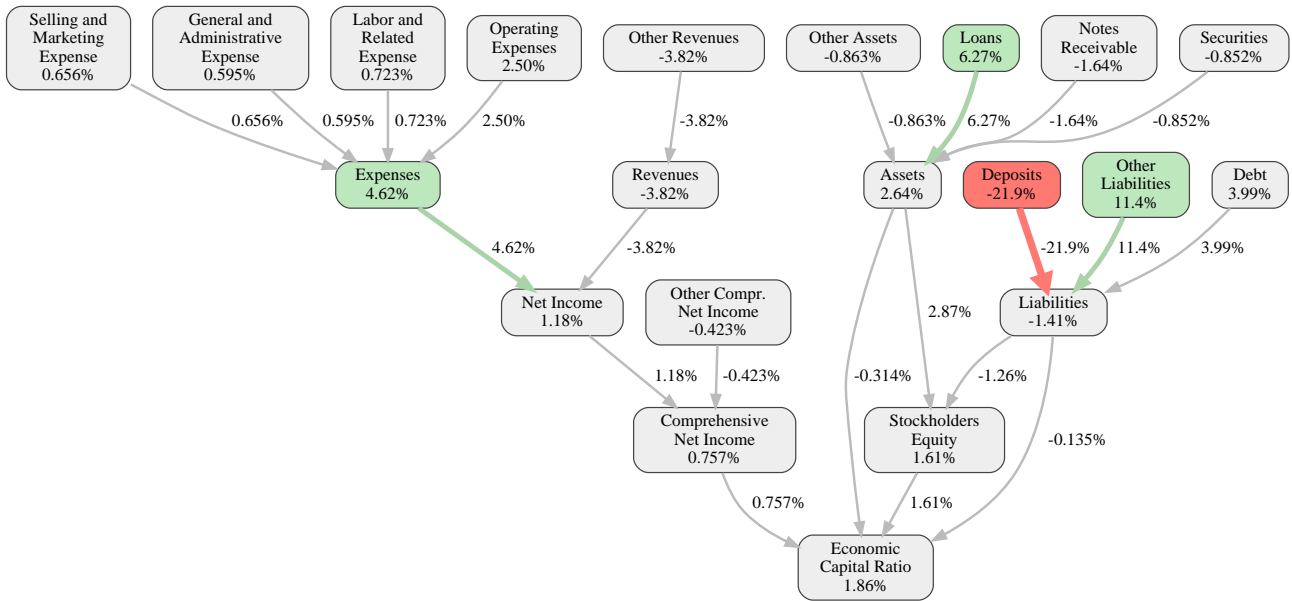 Selling and
Marketing
Expense
0.656%
General and
Administrative
Expense
0.595%
Labor and
Related
Expense
0.723%
Operating
Expenses
2.50%
Other Revenues
-3.82%
Other Assets
-0.863%
Loans
6.27%
Notes
Receivable
-1.64%
Securities
-0.852%
0.656%
0.595%
0.723%
2.50%
-3.82%
-0.863%
6.27%
-1.64%
-0.852%
Expenses
4.62%
Revenues
-3.82%
Assets
2.64%
Deposits
-21.9%
Other
Liabilities
11.4%
Debt
3.99%
4.62%
-3.82%
-21.9%
11.4%
3.99%
Net Income
1.18%
Other Compr.
Net Income
-0.423%
2.87%
Liabilities
-1.41%
1.18%
-0.423%
-0.314%
-1.26%
Comprehensive
Net Income
0.757%
Stockholders
Equity
1.61%
-0.135%
0.757%
1.61%
Economic
Capital Ratio
1.86%